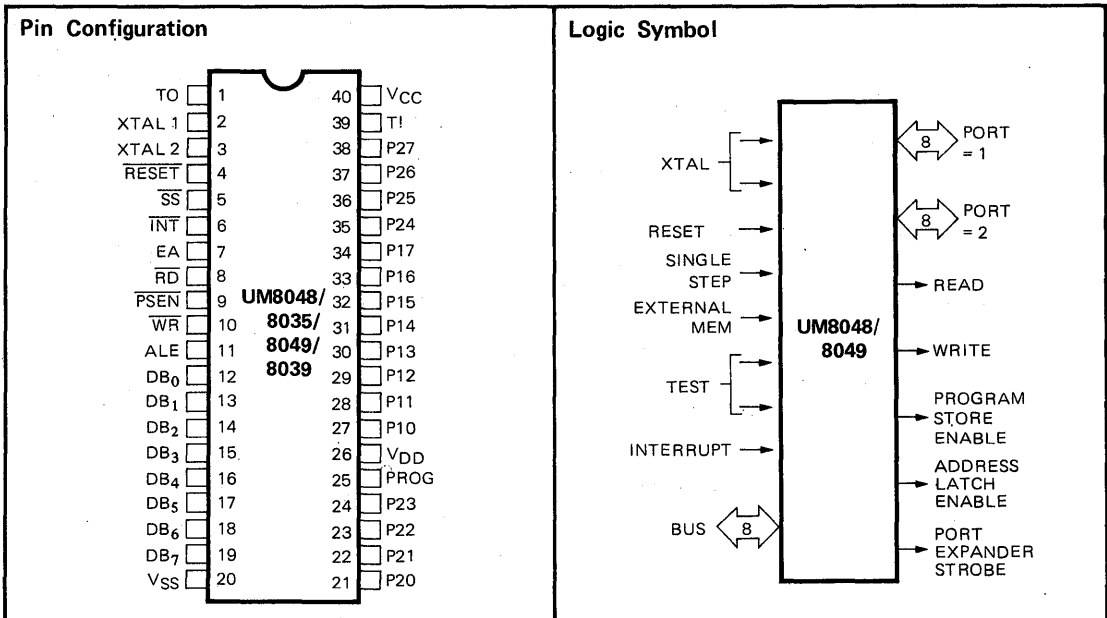 Pin Configuration
TO 1
XTAL 1 2
XTAL 2 3
RESET 4
SS 5
INT 6
EA 7
RD 8
PSEN 9
WR 10
ALE 11
DB0 12
DB1 13
DB2 14
DB3 15
DB4 16
DB5 17
DB6 18
DB7 19
VSS 20
UM8048/
8035/
8049/
8039
40 VCC
39 T!
38 P27
37 P26
36 P25
35 P24
34 P17
33 P16
32 P15
31 P14
30 P13
29 P12
28 P11
27 P10
26 VDD
25 PROG
24 P23
23 P22
22 P21
21 P20
Logic Symbol
XTAL
RESET
SINGLE
STEP
EXTERNAL
MEM
TEST
INTERRUPT
BUS 8
UM8048/
8049
8 PORT
= 1
8 PORT
= 2
READ
WRITE
PROGRAM
STORE
ENABLE
ADDRESS
LATCH
ENABLE
PORT
EXPANDER
STROBE